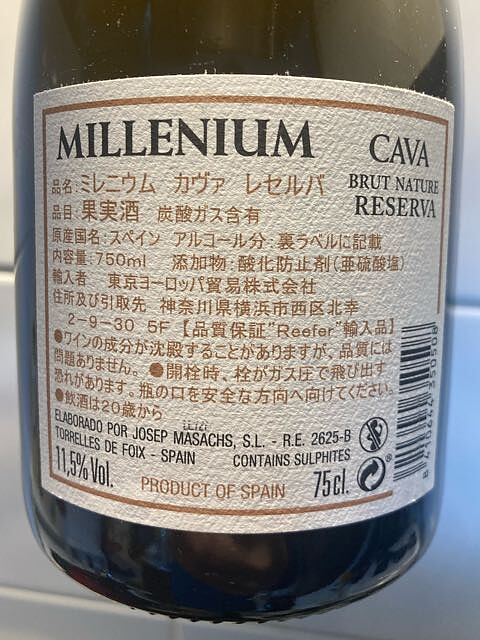 MILLENIUM
CAVA
BRUT NATURE
RESERVA
品名:ミレニウム カヴァ レセルバ
品目:果実酒 炭酸ガス含有
原産国名:スペイン アルコール分:裏ラベルに記載
内容量:750ml 添加物:酸化防止剤(亜硫酸塩)
輸入者 東京ヨーロッパ貿易株式会社
住所及び引取先 神奈川県横浜市西区北幸
2-9-30 5F【品質保証"Reefer"輸入品】
●ワインの成分が沈殿することがありますが、品質には
問題ありません。●開栓時、栓がガス圧で飛び出す
恐れがあります。瓶の口を安全な方向へ向けてください。
●飲酒は20歳から
ELABORADO POR JOSEP MASACHS, S.L. - R.E. 2625-B
TORRELLES DE FOIX - SPAIN CONTAINS SULPHITES
11,5% Vol. PRODUCT OF SPAIN 75cl.